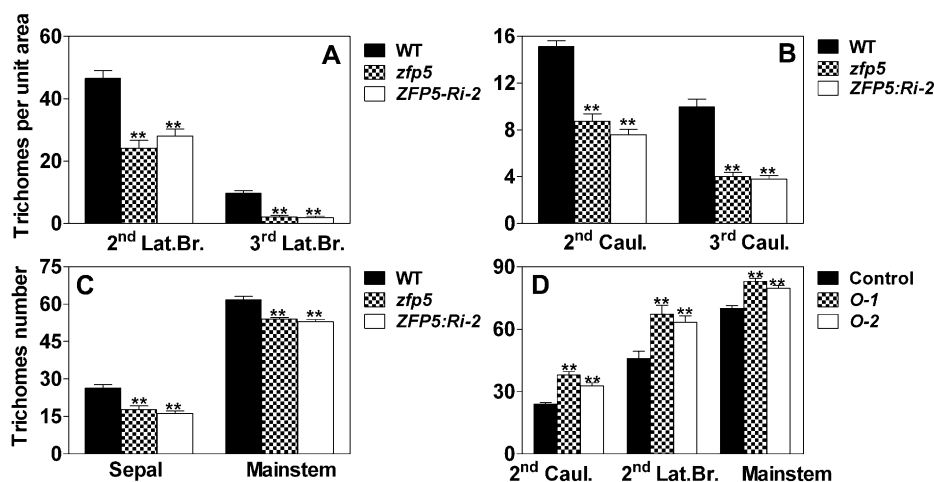 Trichomes per unit area
60
40
20
0
A
WT
zfp5
ZFP5-Ri-2
**
**
**
**
2nd Lat.Br.
3rd Lat.Br.
16
12
8
4
0
B
WT
zfp5
ZFP5:Ri-2
**
**
**
**
2nd Caul.
3rd Caul.
Trichomes number
75
60
45
30
15
0
C
WT
zfp5
ZFP5:Ri-2
**
**
**
**
Sepal
Mainstem
90
60
30
0
D
Control
O-1
O-2
**
**
**
**
**
**
2nd Caul.
2nd Lat.Br.
Mainstem